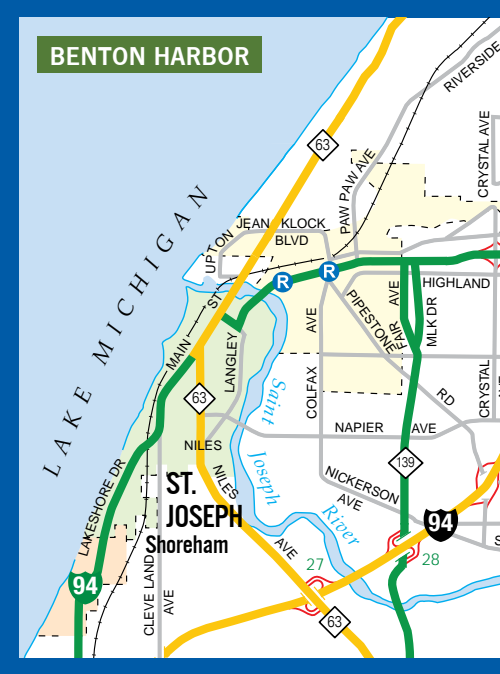 BENTON HARBOR
RIVERSIDE
63
CRYSTAL AVE
PAW PAW AVE
LAKE MICHIGAN
JEAN KLOCK
BLVD
UPTON
R
R
HIGHLAND
ST
AVE
PIPESTONE
FAIR
MLK DR
MAIN
LANGLEY
AVE
COLFAX
63
Saint
RD
CRYSTAL
NAPIER AVE
NILES
139
Joseph
NICKERSON
AVE
LAKESHORE DR
ST.
JOSEPH
NILES
River
94
S
Shoreham
AVE
27
28
94
CLEVE LAND
AVE
63